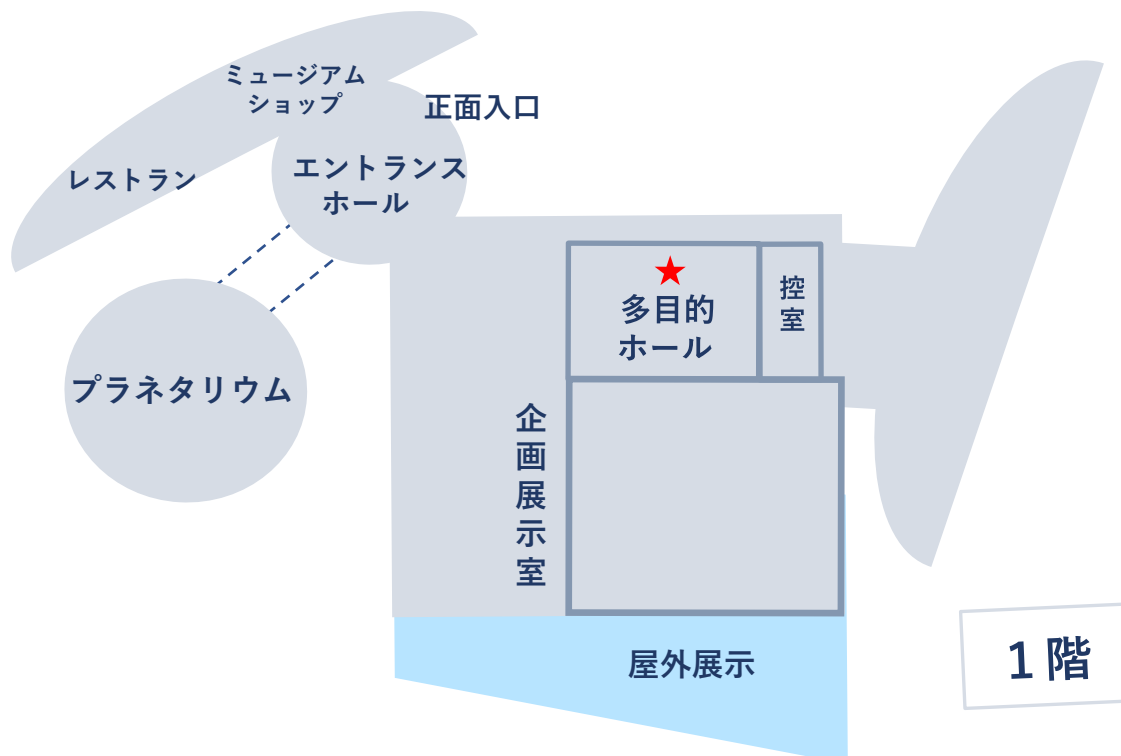 ミュージアム
ショップ
正面入口
レストラン
エントランス
ホール
多目的
ホール
控
室
プラネタリウム
企
画
展
示
室
屋外展示
1階